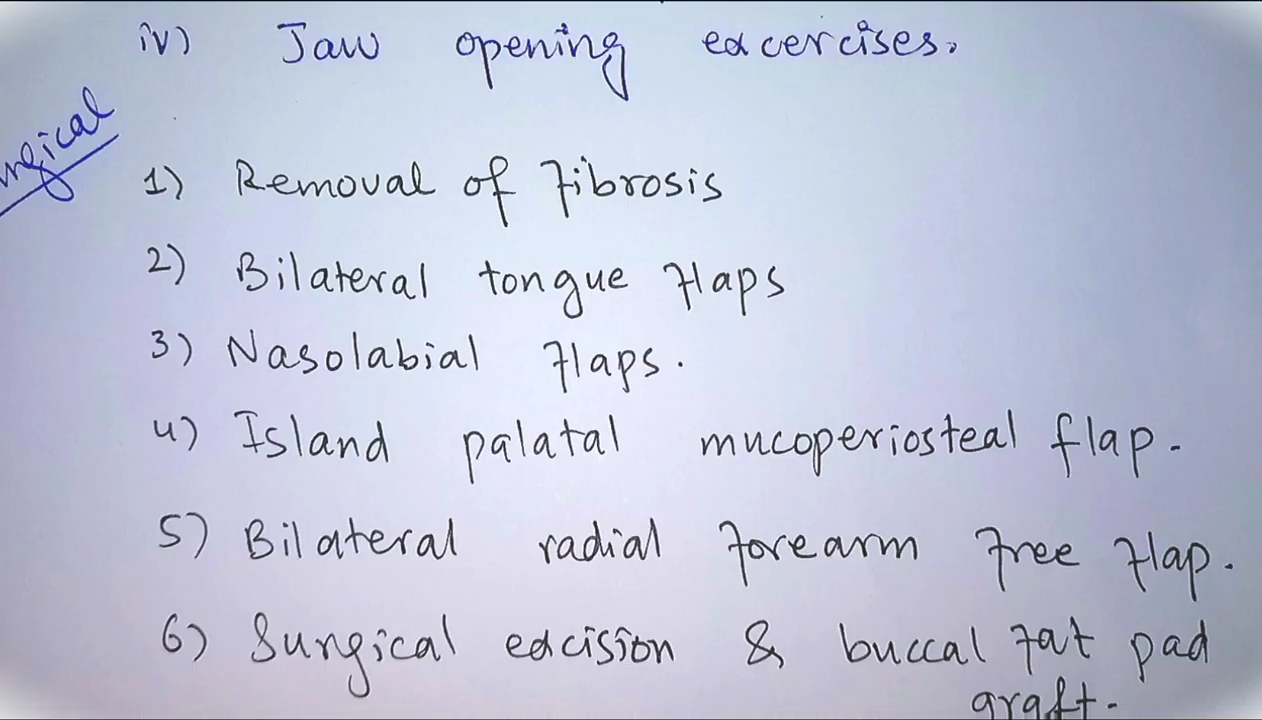 iv) Jaw opening excercises.
urgical
1) Removal of fibrosis
2) Bilateral tongue flaps
3) Nasolabial flaps.
4) Island palatal mucoperiosteal flap.
5) Bilateral radial forearm free flap.
6) Surgical excision & buccal fat pad
graft.